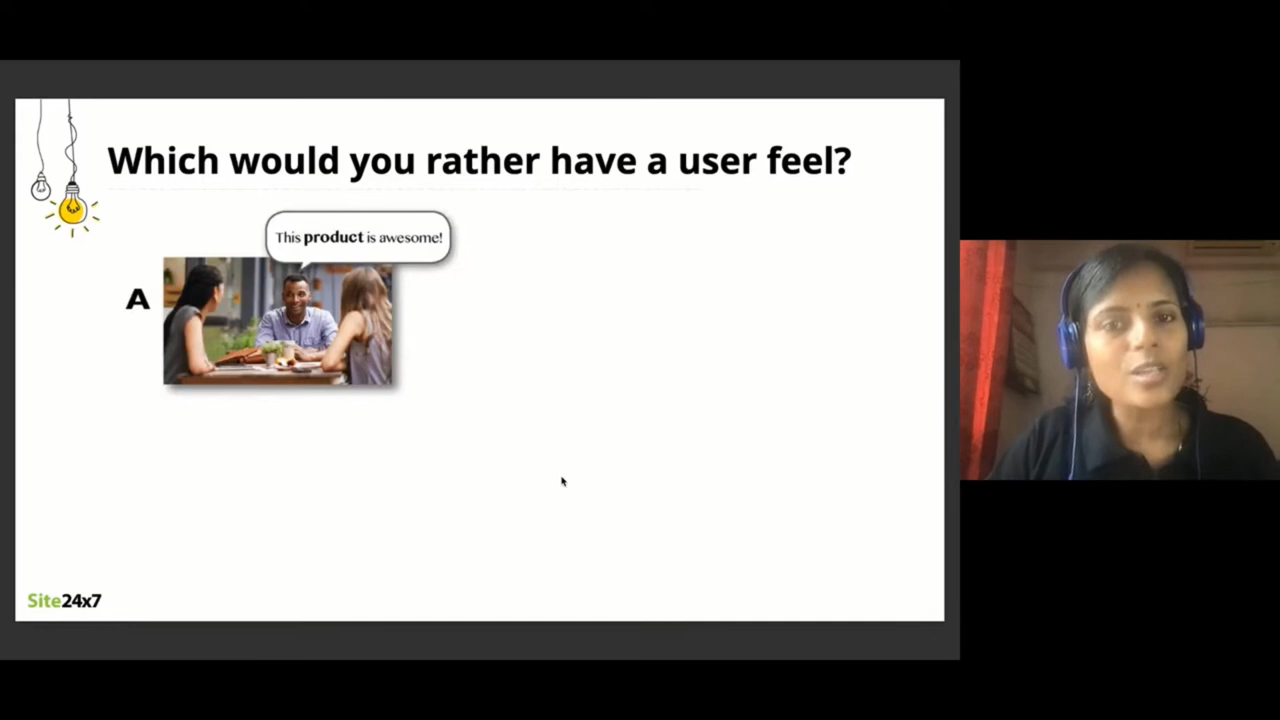 Which would you rather have a user feel?
This product is awesome!
A
Site24x7